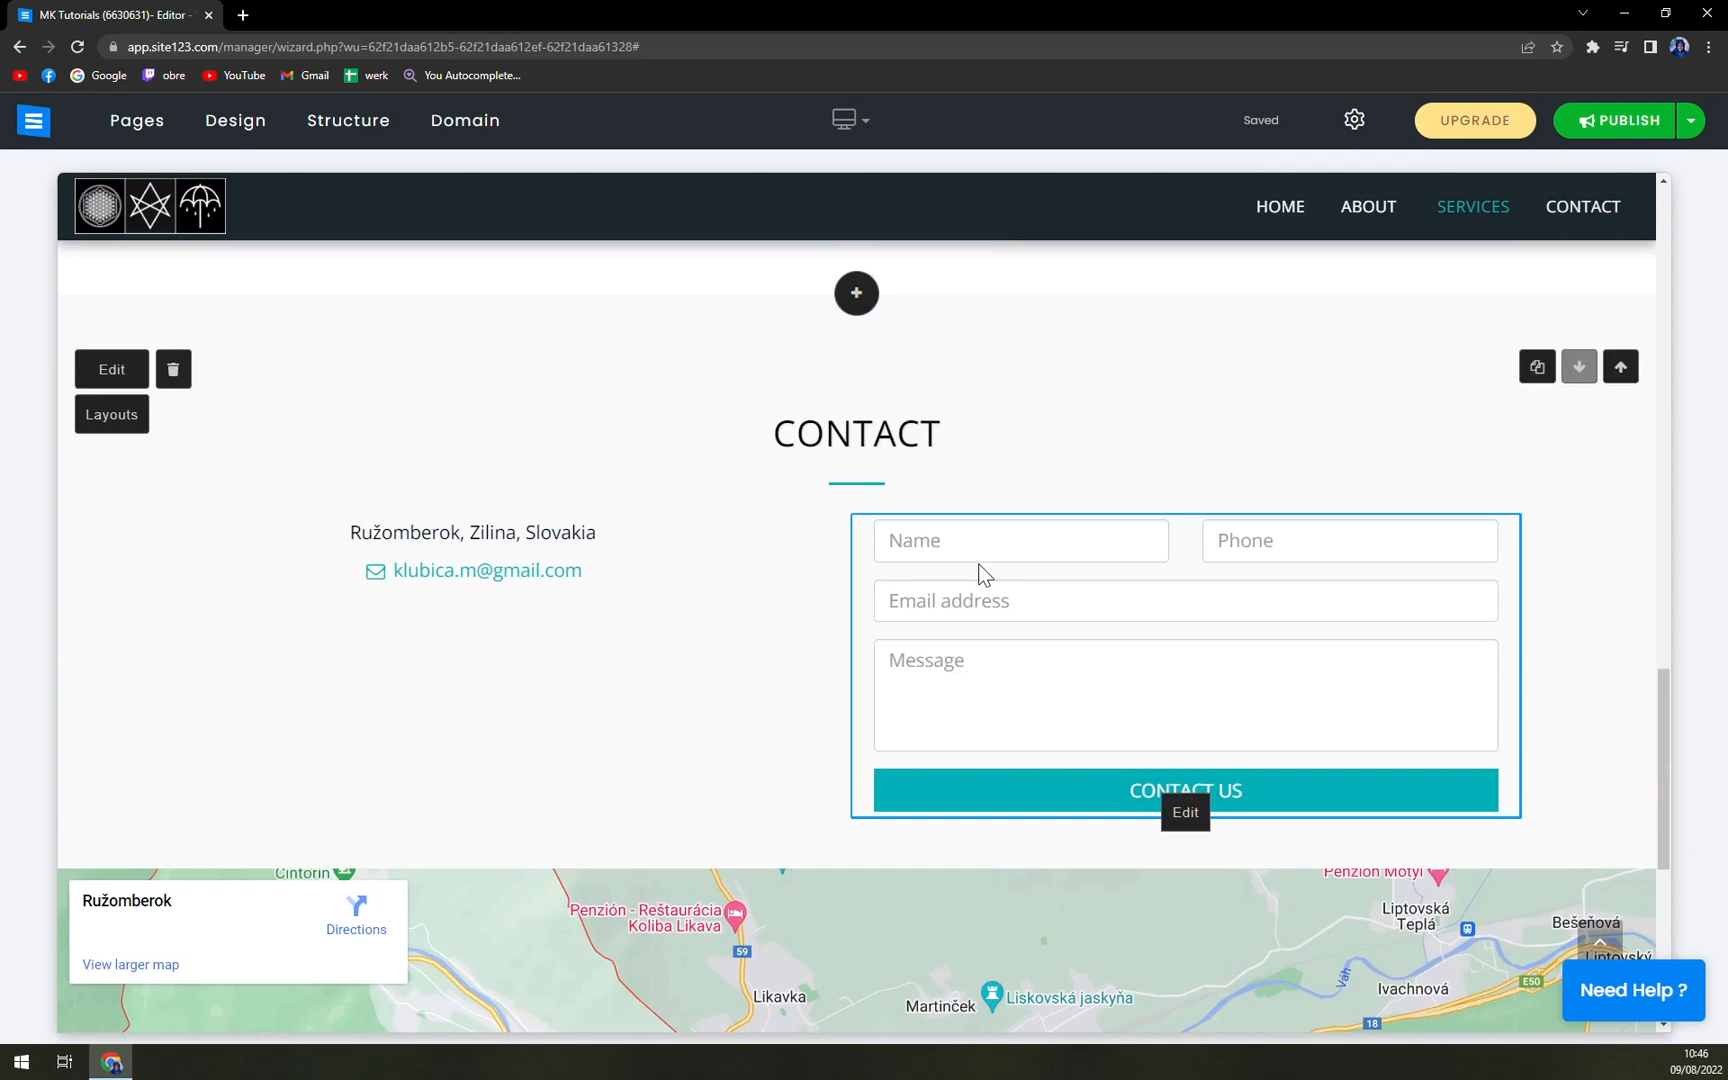 MK Tutorials (6630631)- Editor -
app.site123.com/manager/wizard.php?wu=62f21daa612b5-62f21daa612ef-62f21daa61328#
Google
obre
YouTube
Gmail
werk
You Autocomplete...
Pages
Design
Structure
Domain
Saved
UPGRADE
PUBLISH
HOME
ABOUT
SERVICES
CONTACT
Edit
Layouts
CONTACT
Ružomberok, Zilina, Slovakia
klubica.m@gmail.com
Name
Phone
Email address
Message
CONTACT US
Edit
Cintorín
Ružomberok
Directions
View larger map
Penzión - Reštaurácia
Koliba Likava
59
Likavka
Martinček
Liskovská jaskyňa
Penzión Motýľ
Liptovská
Teplá
Bešeňová
Liptovský
Váh
Ivachnová
E50
18
Need Help ?
10:46
09/08/2022